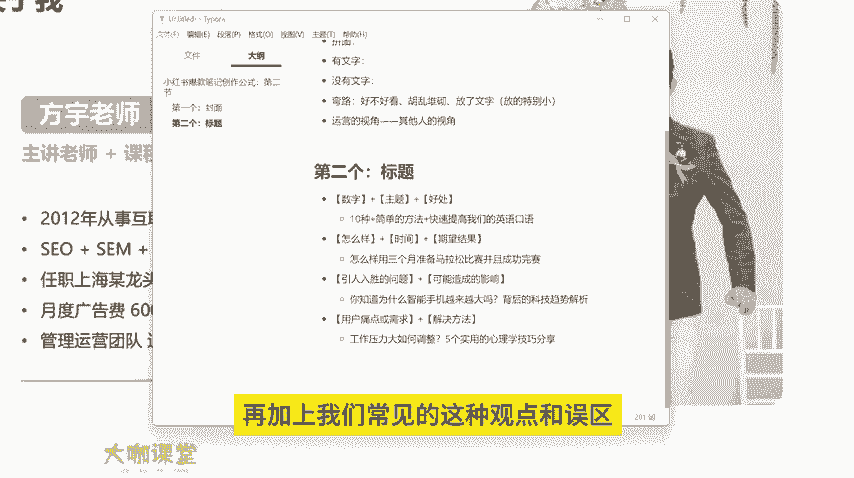 关于我
方宇老师
主讲老师 + 课程
2012年从事互联
SEO + SEM +
任职上海某龙头
月度广告费 600
管理运营团队
Untitled - Typora
文件(F) 编辑(E) 段落(P) 格式(O) 视图(V) 主题(T) 帮助(H)
文件 大纲
小红书爆款笔记创作公式：第二节
第一个：封面
第二个：标题
拼图：
有文字：
没有文字：
弯路：好不好看、胡乱堆砌、放了文字（放的特别小）
运营的视角——其他人的视角
第二个：标题
【数字】+【主题】+【好处】
10种+简单的方法+快速提高我们的英语口语
【怎么样】+【时间】+【期望结果】
怎么样用三个月准备马拉松比赛并且成功完赛
【引人入胜的问题】+【可能造成的影响】
你知道为什么智能手机越来越大吗？背后的科技趋势解析
【用户痛点或需求】+【解决方法】
工作压力大如何调整？5个实用的心理学技巧分享
201 词
再加上我们常见的这种观点和误区
大咖课堂